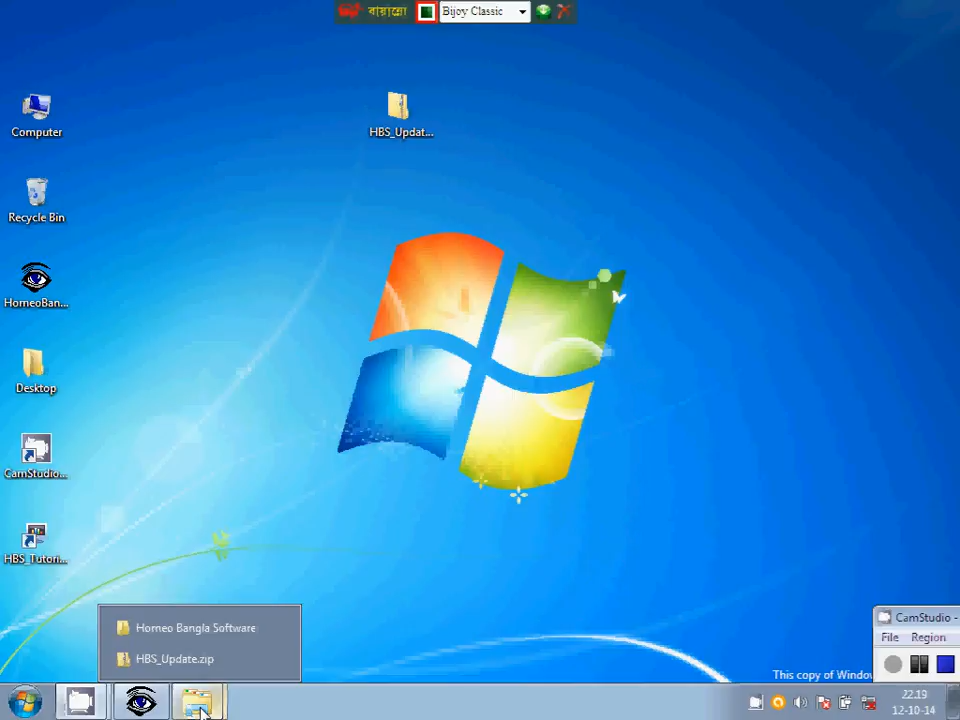 বায়ান্নো Bijoy Classic
Computer
HBS_Updat...
Recycle Bin
HomeoBan...
Desktop
CamStudio...
HBS_Tutori...
Homeo Bangla Software
HBS_Update.zip
CamStudio -
File Region
This copy of Window
22.19
12-10-14